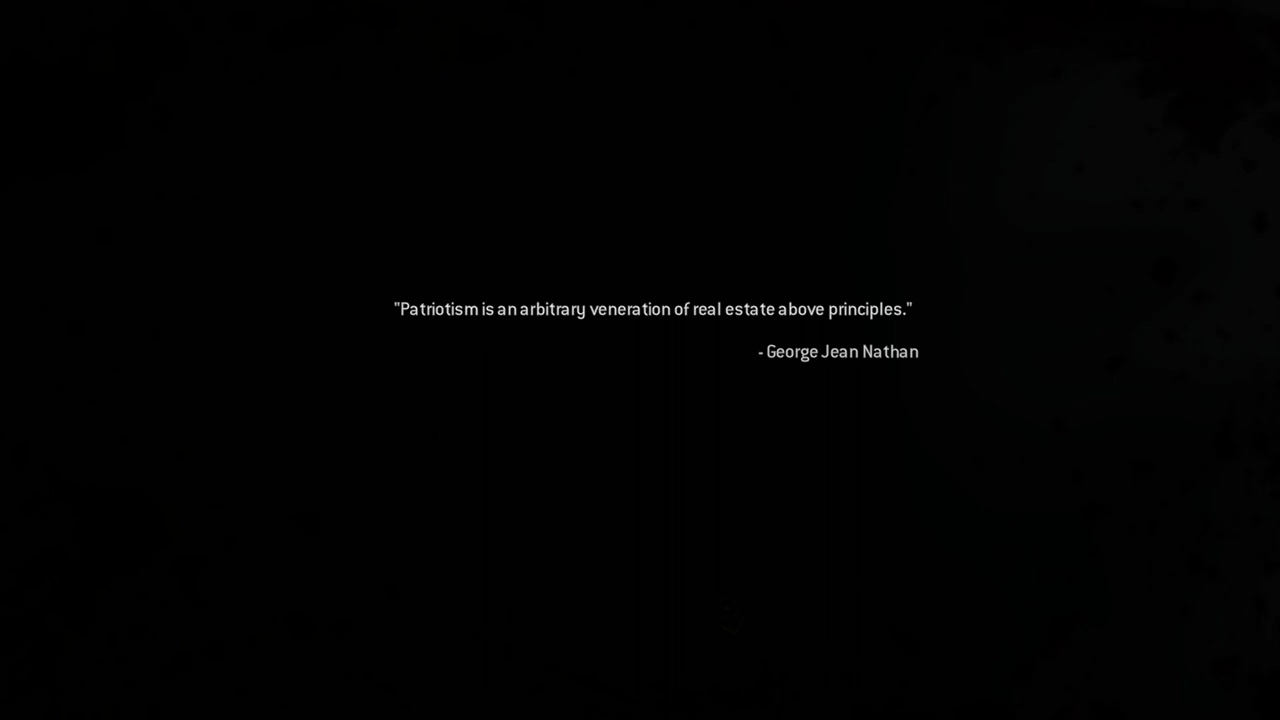 "Patriotism is an arbitrary veneration of real estate above principles."
- George Jean Nathan